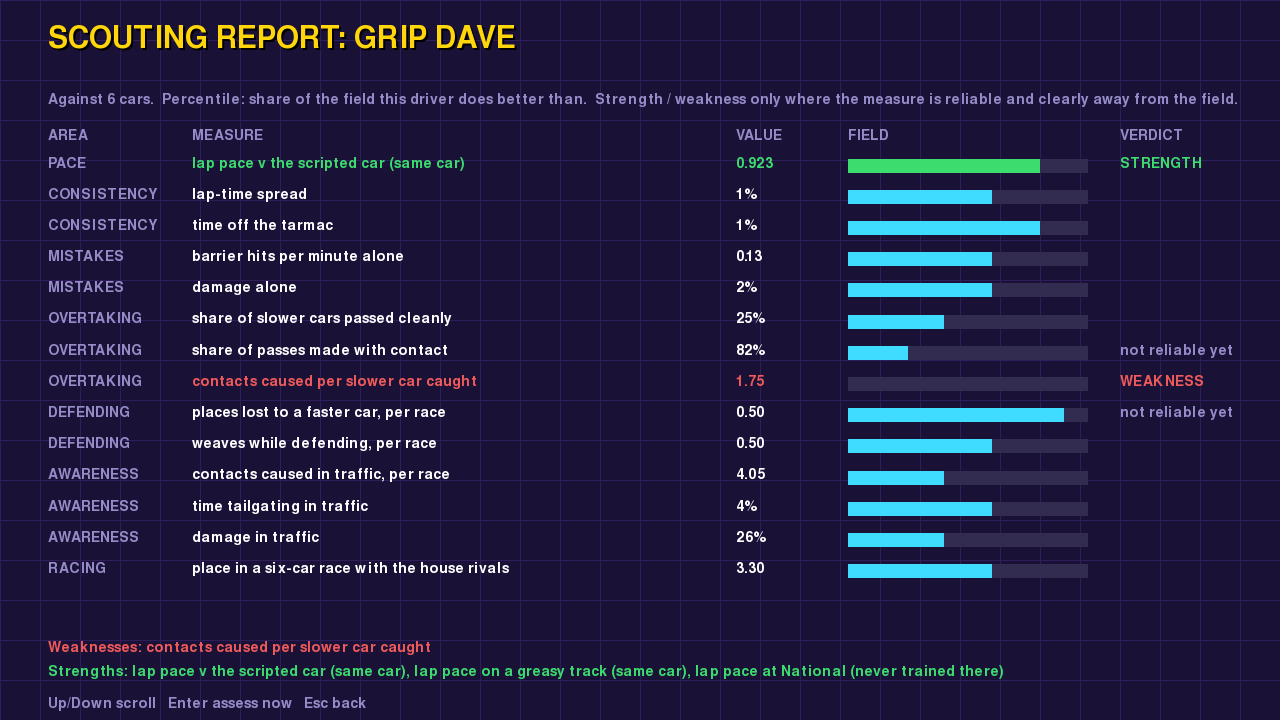 SCOUTING REPORT: GRIP DAVE
Against 6 cars.  Percentile: share of the field this driver does better than.  Strength / weakness only where the measure is reliable and clearly away from the field.
AREA MEASURE VALUE FIELD VERDICT
PACE lap pace v the scripted car (same car) 0.923 STRENGTH
CONSISTENCY lap-time spread 1%
CONSISTENCY time off the tarmac 1%
MISTAKES barrier hits per minute alone 0.13
MISTAKES damage alone 2%
OVERTAKING share of slower cars passed cleanly 25%
OVERTAKING share of passes made with contact 82% not reliable yet
OVERTAKING contacts caused per slower car caught 1.75 WEAKNESS
DEFENDING places lost to a faster car, per race 0.50 not reliable yet
DEFENDING weaves while defending, per race 0.50
AWARENESS contacts caused in traffic, per race 4.05
AWARENESS time tailgating in traffic 4%
AWARENESS damage in traffic 26%
RACING place in a six-car race with the house rivals 3.30
Weaknesses: contacts caused per slower car caught
Strengths: lap pace v the scripted car (same car), lap pace on a greasy track (same car), lap pace at National (never trained there)
Up/Down scroll   Enter assess now   Esc back